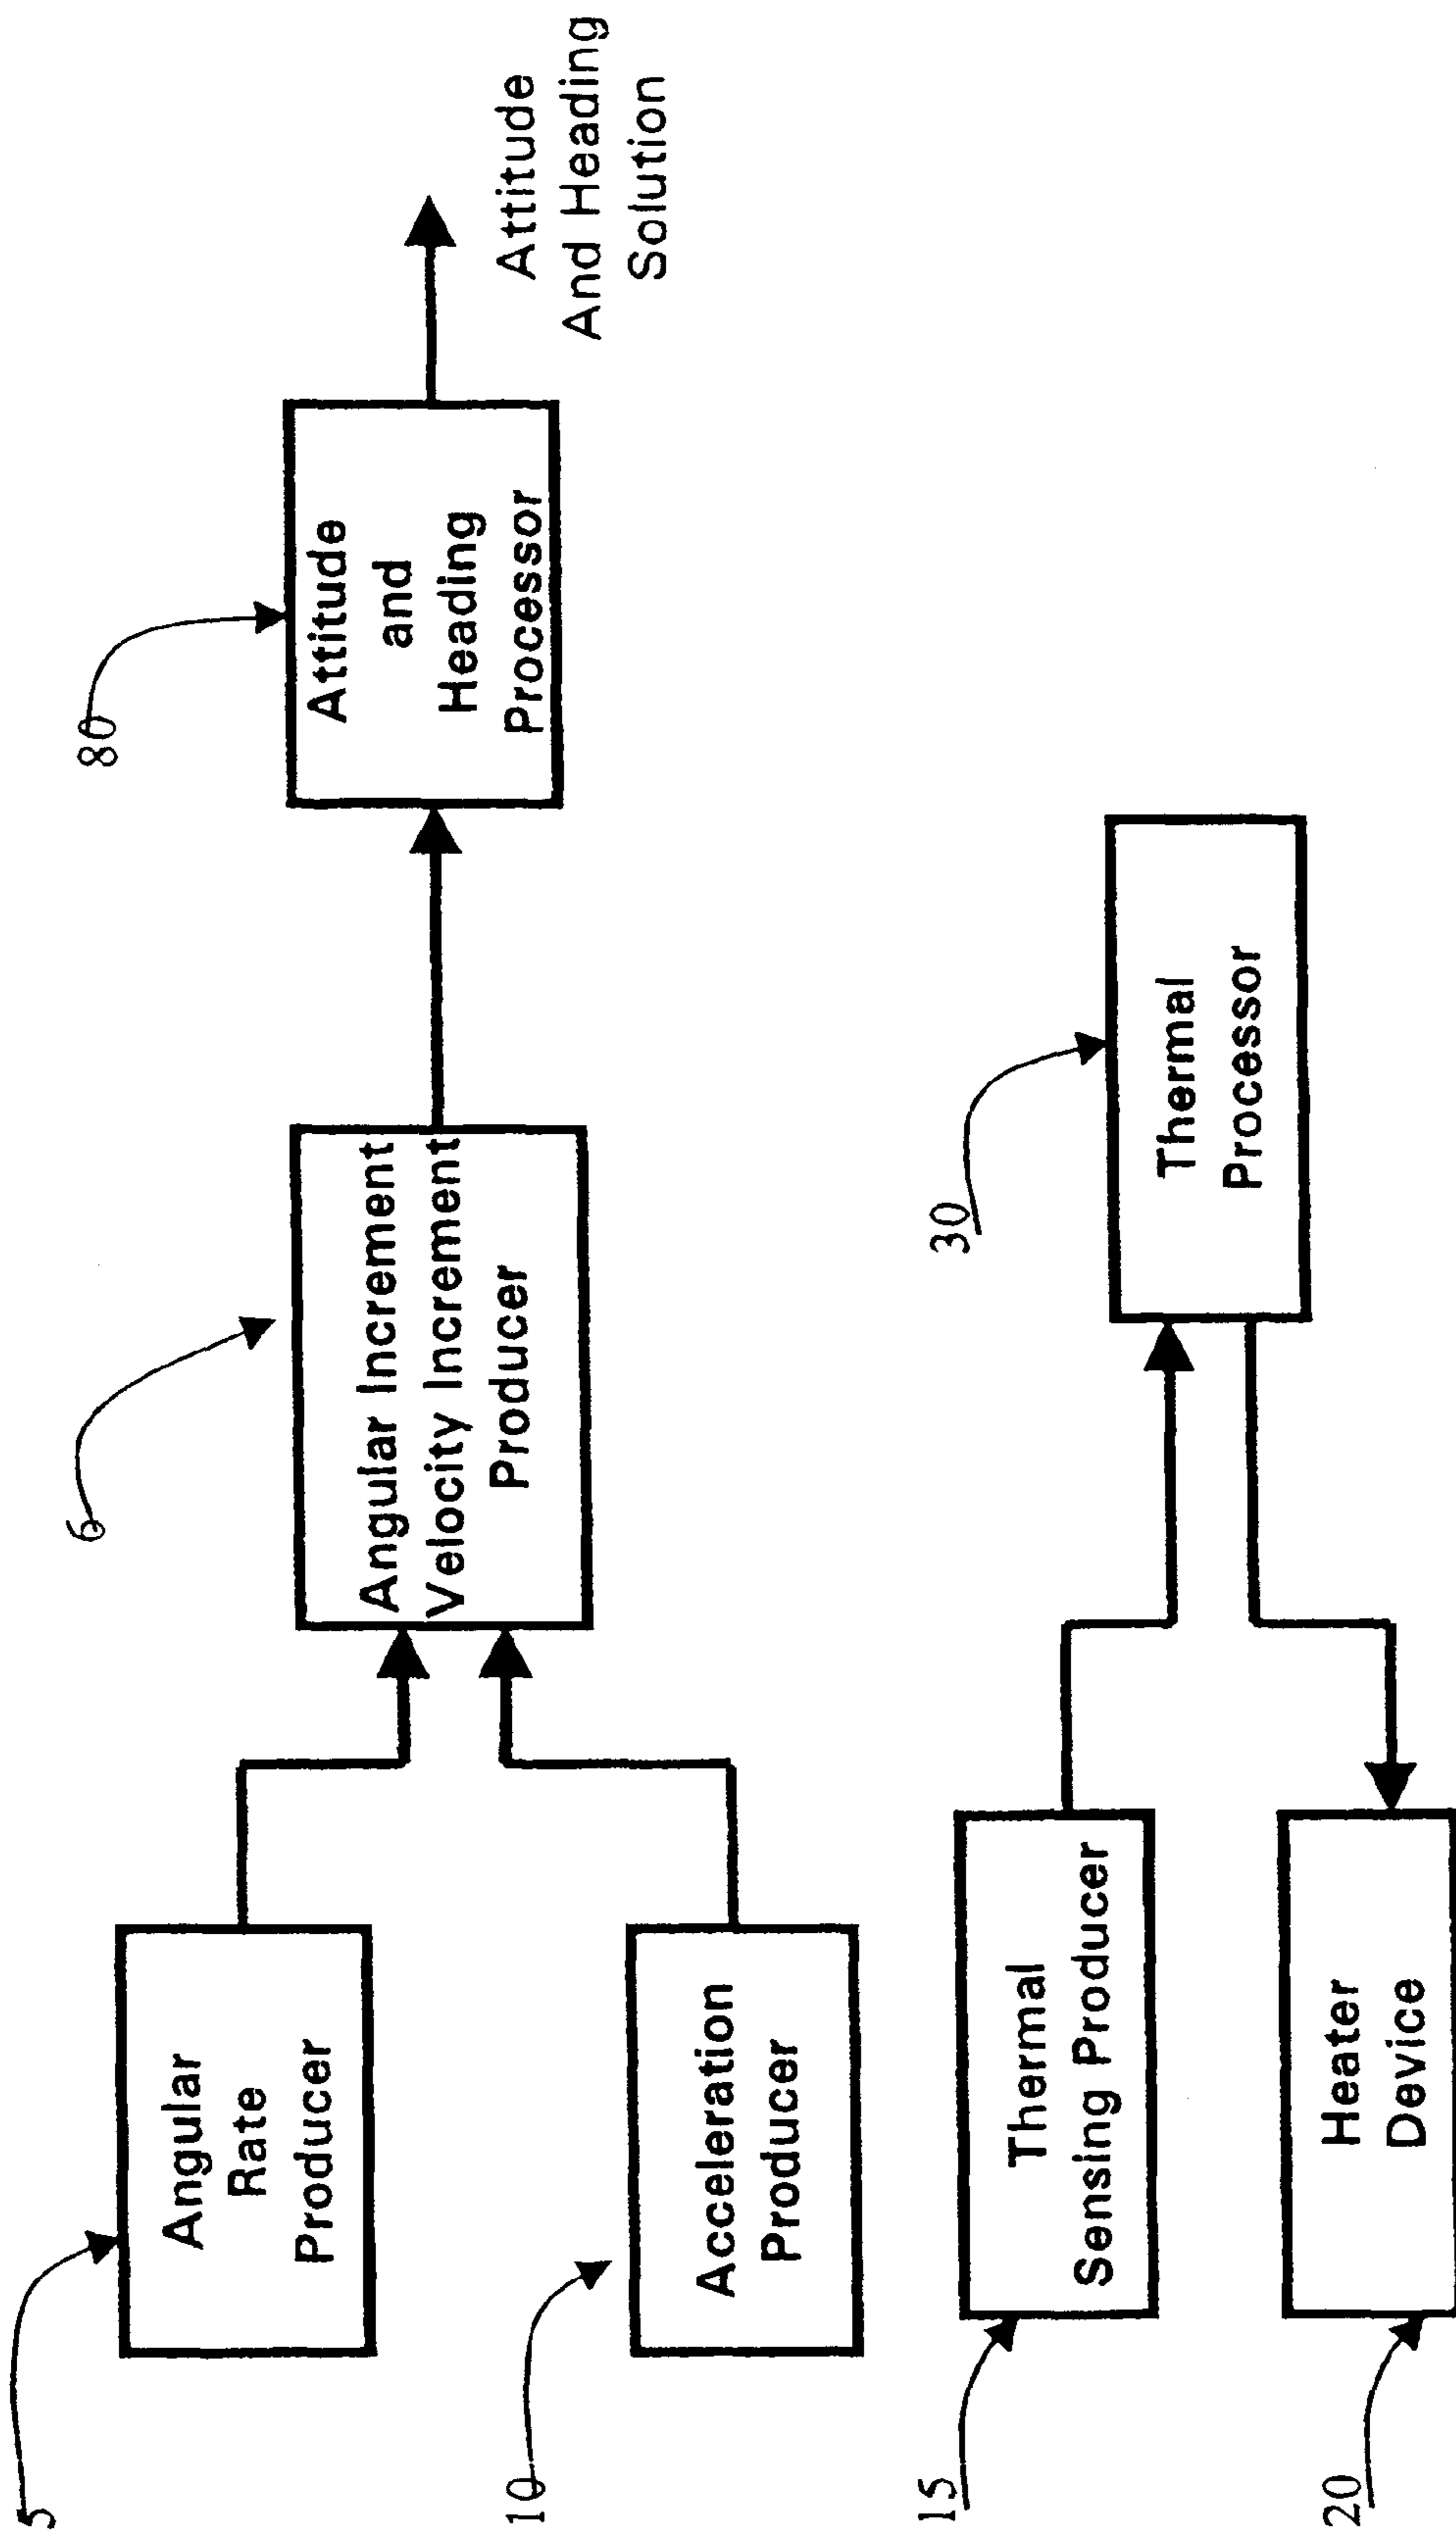 5
Angular
Rate
Producer
10
Acceleration
Producer
6
Angular Increment
Velocity Increment
Producer
80
Attitude
and
Heading
Processor
Attitude
And Heading
Solution
15
Thermal
Sensing Producer
20
Heater
Device
30
Thermal
Processor